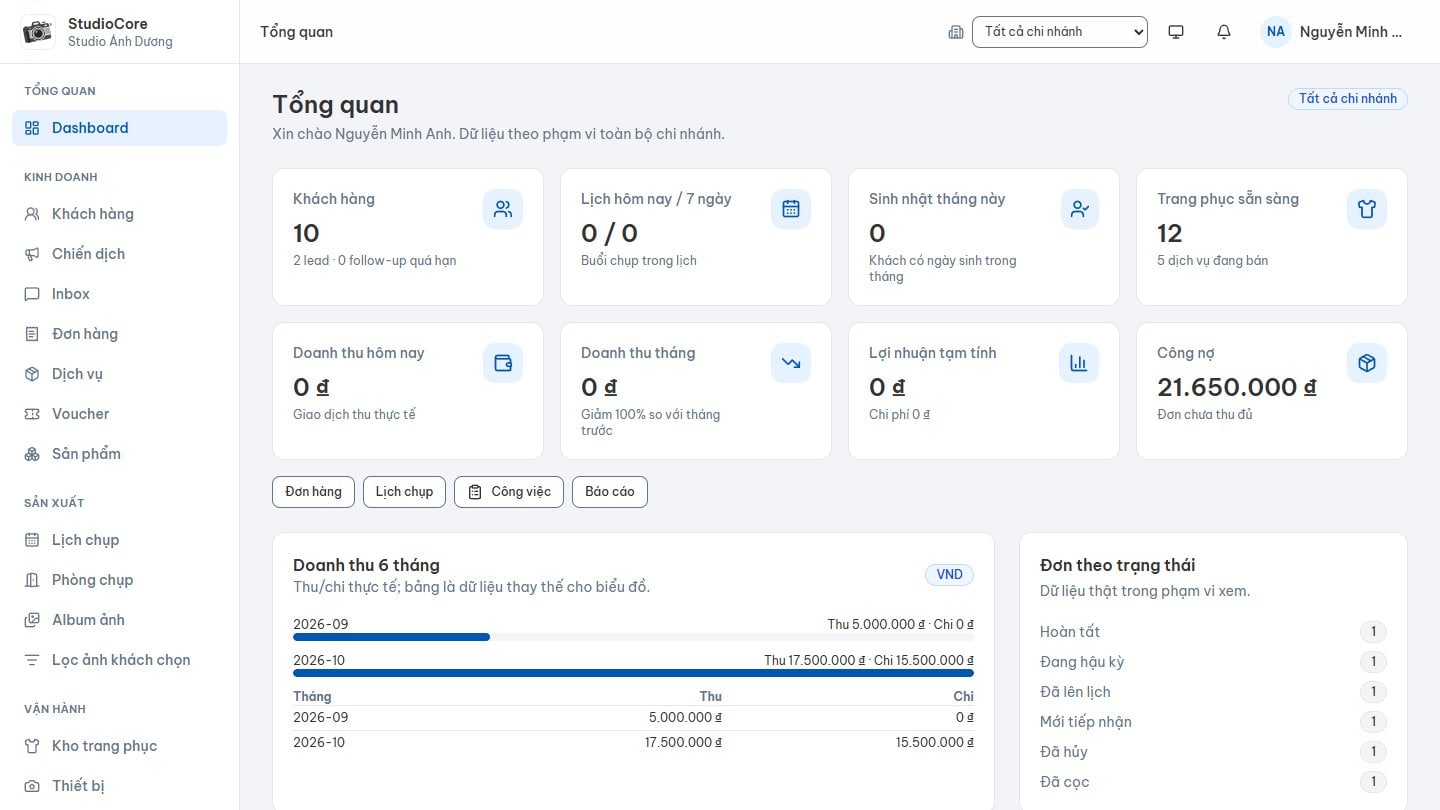 StudioCore
Studio Ánh Dương
TỔNG QUAN
Dashboard
KINH DOANH
Khách hàng
Chiến dịch
Inbox
Đơn hàng
Dịch vụ
Voucher
Sản phẩm
SẢN XUẤT
Lịch chụp
Phòng chụp
Album ảnh
Lọc ảnh khách chọn
VẬN HÀNH
Kho trang phục
Thiết bị
Tổng quan
Tất cả chi nhánh
NA
Nguyễn Minh ...
Tổng quan
Xin chào Nguyễn Minh Anh. Dữ liệu theo phạm vi toàn bộ chi nhánh.
Tất cả chi nhánh
Khách hàng
10
2 lead · 0 follow-up quá hạn
Lịch hôm nay / 7 ngày
0 / 0
Buổi chụp trong lịch
Sinh nhật tháng này
0
Khách có ngày sinh trong
tháng
Trang phục sẵn sàng
12
5 dịch vụ đang bán
Doanh thu hôm nay
0 ₫
Giao dịch thu thực tế
Doanh thu tháng
0 ₫
Giảm 100% so với tháng
trước
Lợi nhuận tạm tính
0 ₫
Chi phí 0 ₫
Công nợ
21.650.000 ₫
Đơn chưa thu đủ
Đơn hàng
Lịch chụp
Công việc
Báo cáo
Doanh thu 6 tháng
Thu/chi thực tế; bảng là dữ liệu thay thế cho biểu đồ.
VND
2026-09 Thu 5.000.000 ₫ · Chi 0 ₫
2026-10 Thu 17.500.000 ₫ · Chi 15.500.000 ₫
Tháng Thu Chi
2026-09 5.000.000 ₫ 0 ₫
2026-10 17.500.000 ₫ 15.500.000 ₫
Đơn theo trạng thái
Dữ liệu thật trong phạm vi xem.
Hoàn tất 1
Đang hậu kỳ 1
Đã lên lịch 1
Mới tiếp nhận 1
Đã hủy 1
Đã cọc 1